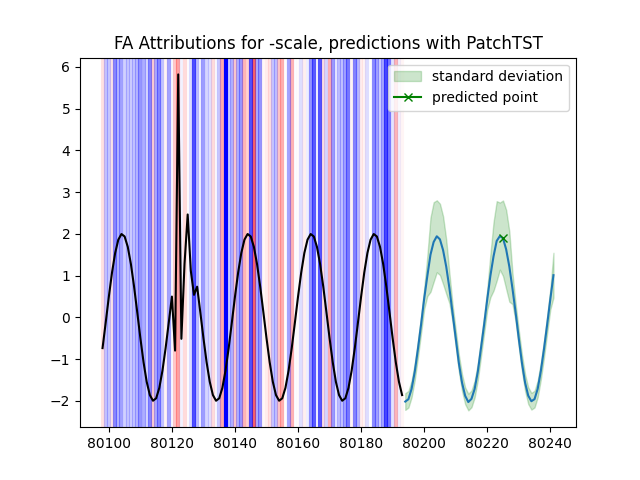 FA Attributions for -scale, predictions with PatchTST
standard deviation
predicted point
6
5
4
3
2
1
0
−1
−2
80100 80120 80140 80160 80180 80200 80220 80240